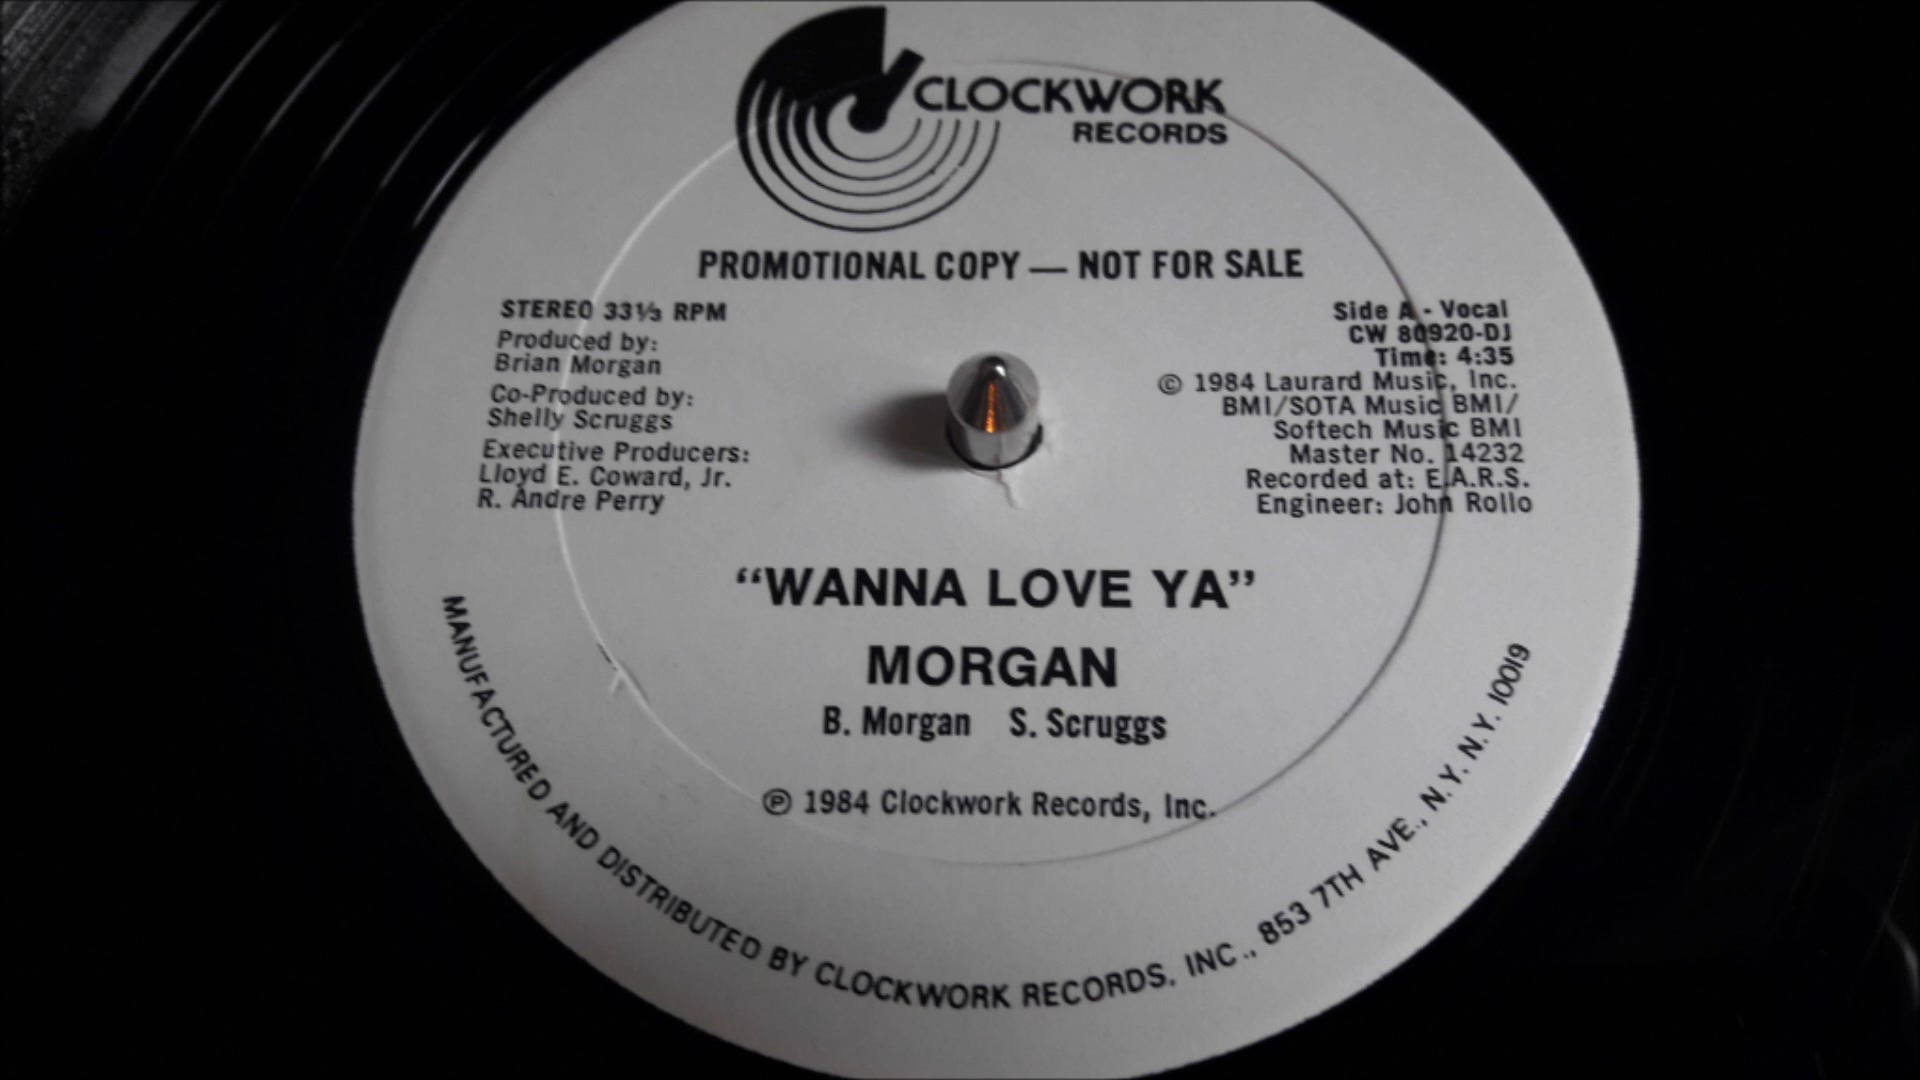 CLOCKWORK
RECORDS
PROMOTIONAL COPY — NOT FOR SALE
STEREO 33⅓ RPM
Produced by:
Brian Morgan
Co-Produced by:
Shelly Scruggs
Executive Producers:
Lloyd E. Coward, Jr.
R. Andre Perry
Side A - Vocal
CW 80920-DJ
Time: 4:35
© 1984 Laurard Music, Inc.
BMI/SOTA Music BMI/
Softech Music BMI
Master No. 14232
Recorded at: E.A.R.S.
Engineer: John Rollo
“WANNA LOVE YA”
MORGAN
B. Morgan S. Scruggs
℗ 1984 Clockwork Records, Inc.
MANUFACTURED AND DISTRIBUTED BY CLOCKWORK RECORDS, INC., 853 7TH AVE., N.Y. N.Y. 10019